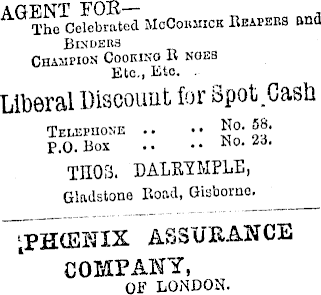 AGENT FOR—
The Celebrated McCORMICK REAPERS and
BINDERS
CHAMPION COOKING R NGES
Etc., Etc.
Liberal Discount for Spot Cash
TELEPHONE .. .. No. 58.
P.O. Box .. .. No. 23.
THOS. DALRYMPLE,
Gladstone Road, Gisborne.
PHŒNIX ASSURANCE
COMPANY,
OF LONDON.